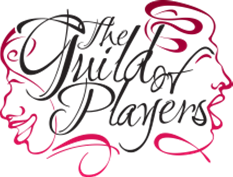 The
Guild of
Players